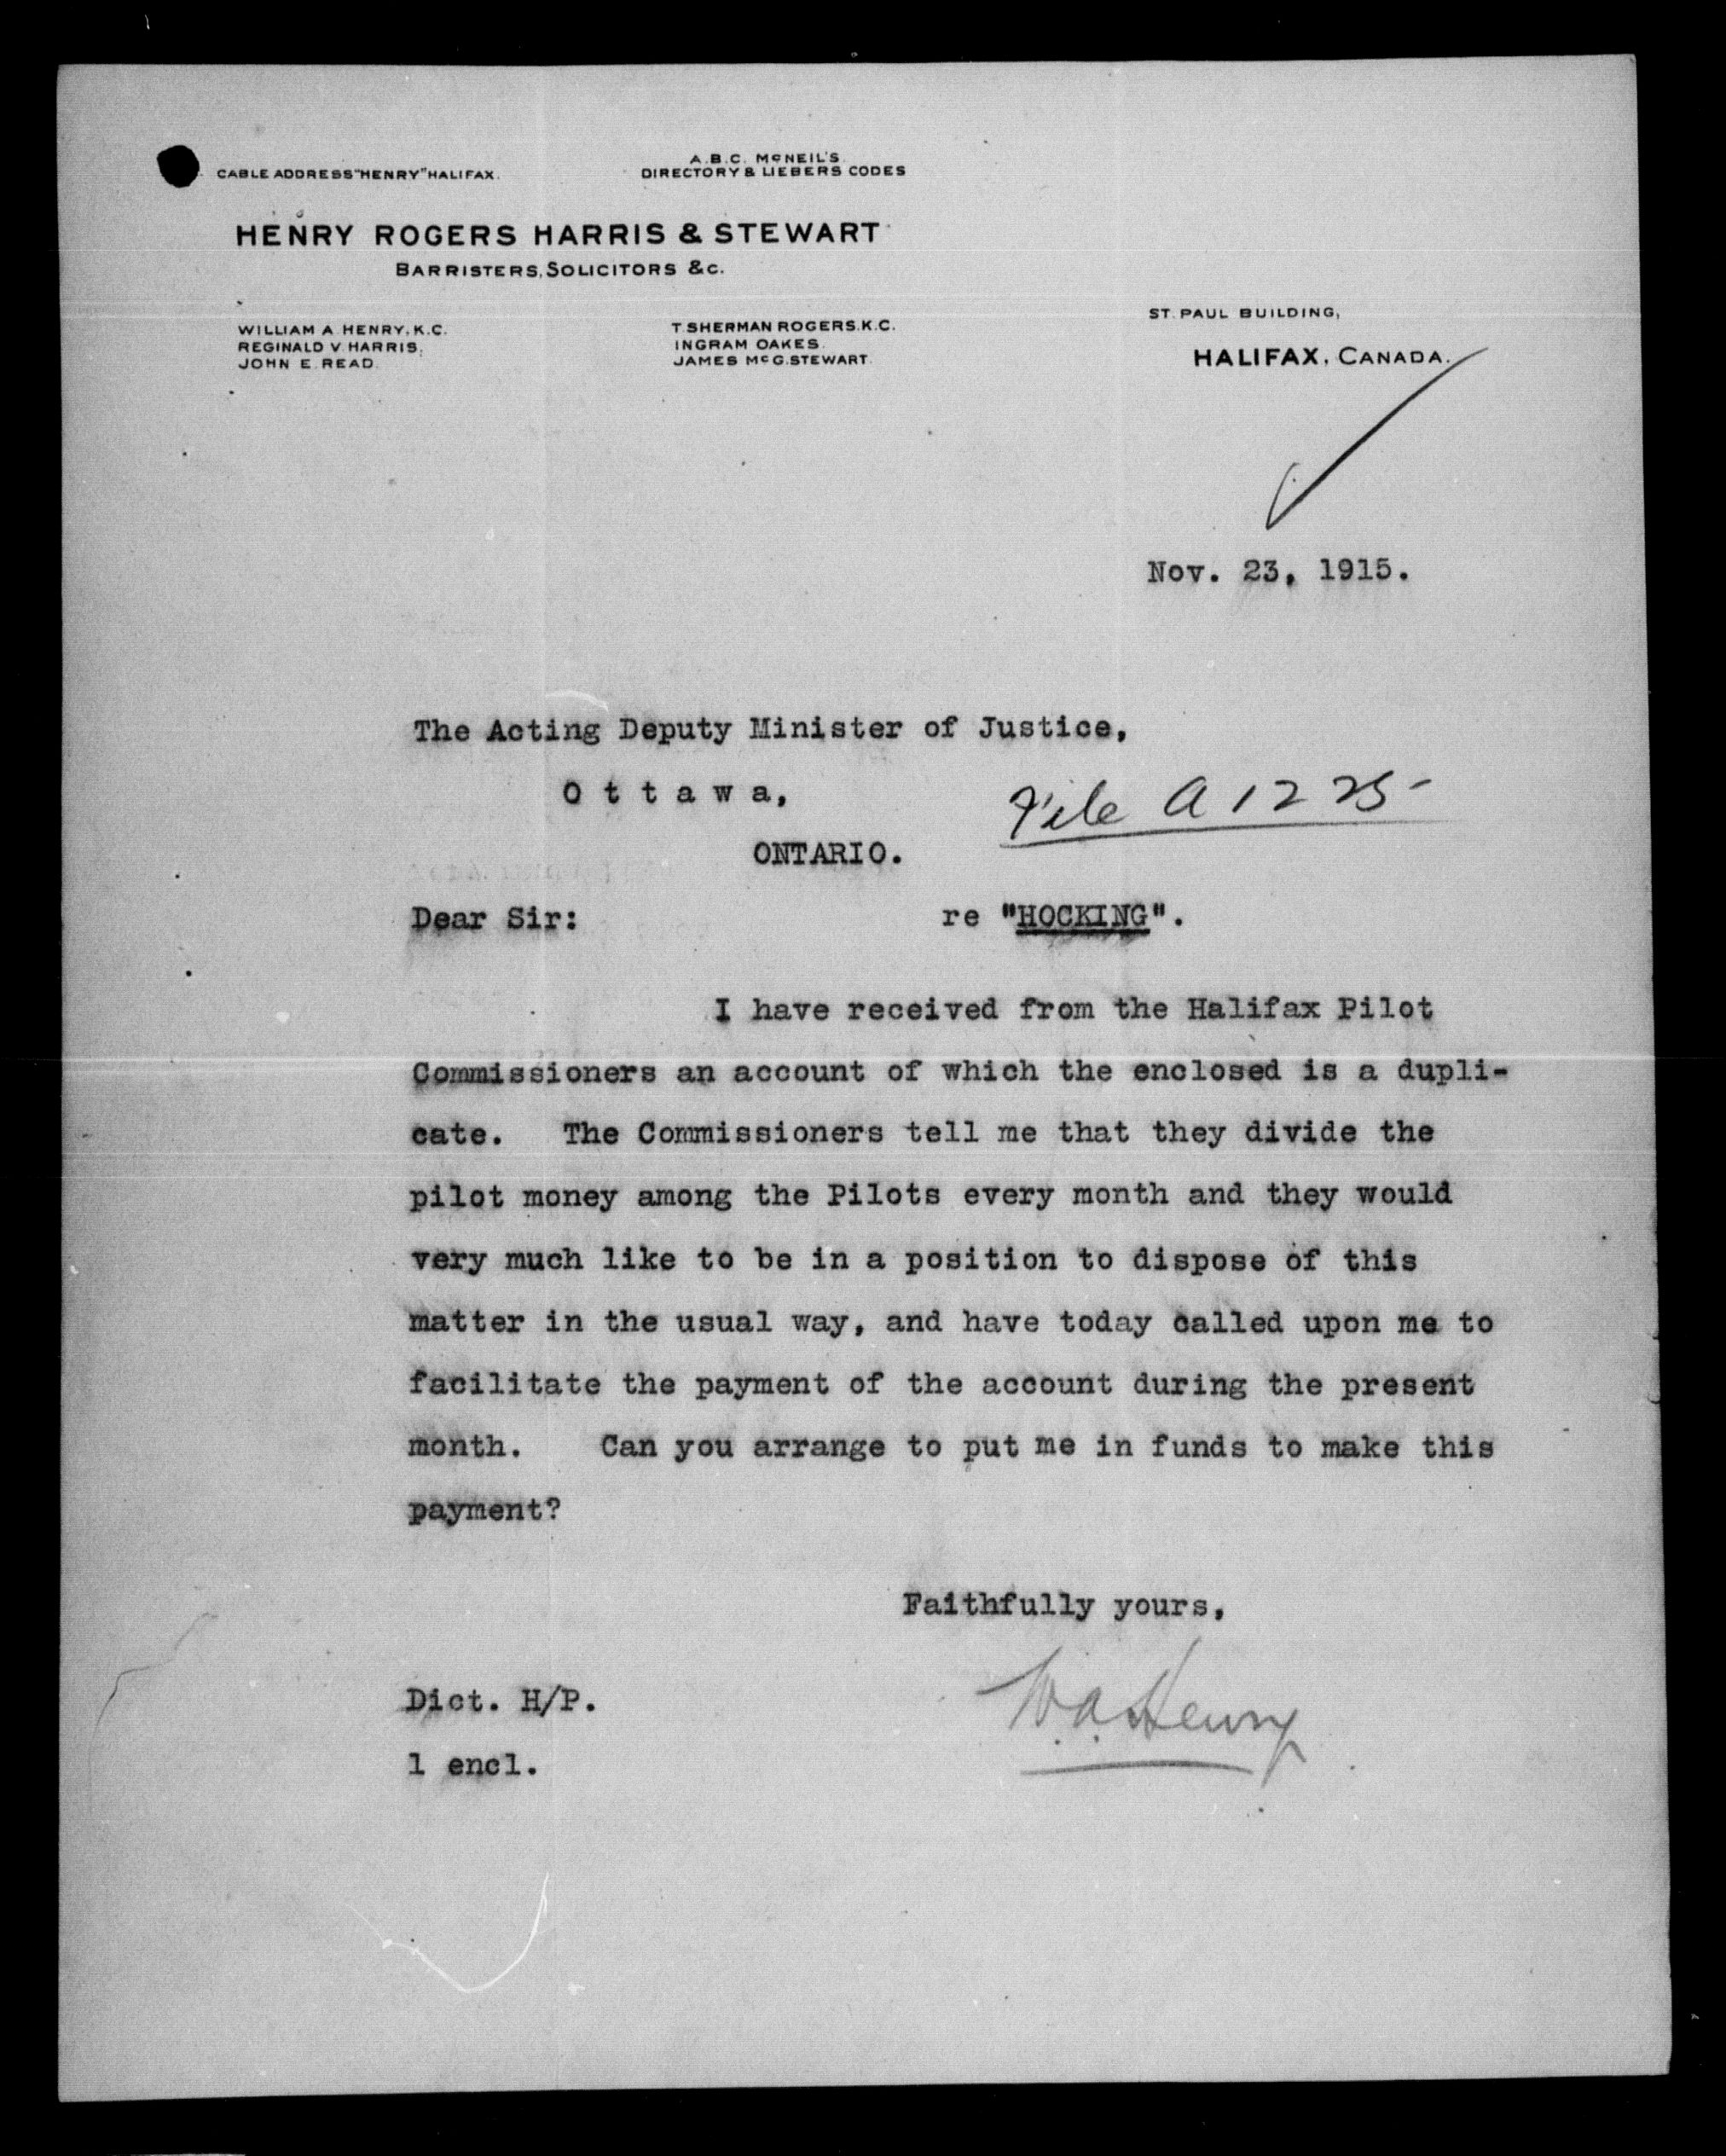 CABLE ADDRESS "HENRY" HALIFAX.
A.B.C. McNEIL'S
DIRECTORY & LIEBERS CODES
HENRY ROGERS HARRIS & STEWART
BARRISTERS, SOLICITORS &c.
WILLIAM A. HENRY, K.C.
REGINALD V. HARRIS,
JOHN E. READ.
T. SHERMAN ROGERS, K.C.
INGRAM OAKES.
JAMES McG. STEWART.
ST. PAUL BUILDING,
HALIFAX, CANADA.
Nov. 23, 1915.
The Acting Deputy Minister of Justice,
O t t a w a,
File A 1225
ONTARIO.
Dear Sir: re "HOCKING".
I have received from the Halifax Pilot
Commissioners an account of which the enclosed is a dupli-
cate. The Commissioners tell me that they divide the
pilot money among the Pilots every month and they would
very much like to be in a position to dispose of this
matter in the usual way, and have today called upon me to
facilitate the payment of the account during the present
month. Can you arrange to put me in funds to make this
payment?
Faithfully yours,
W.A. Henry
Dict. H/P.
1 encl.